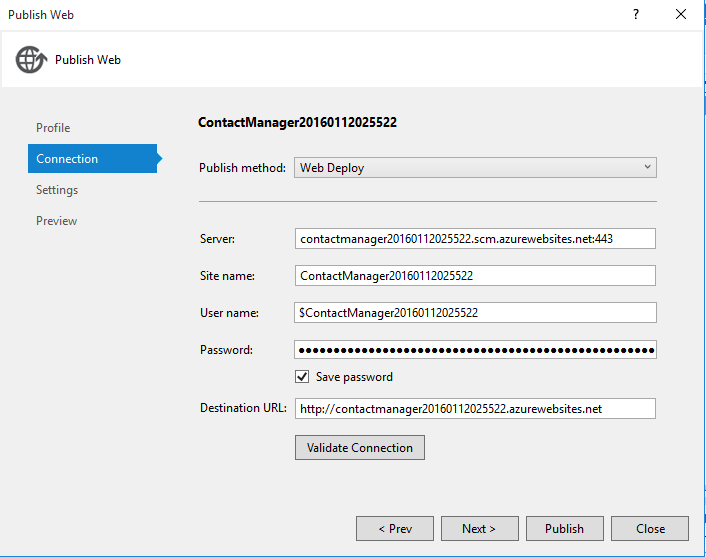 Publish Web
?
Publish Web
Profile
Connection
Settings
Preview
ContactManager20160112025522
Publish method: Web Deploy
Server: contactmanager20160112025522.scm.azurewebsites.net:443
Site name: ContactManager20160112025522
User name: $ContactManager20160112025522
Password: ●●●●●●●●●●●●●●●●●●●●●●●●●●●●●●●●●●●●●●●●●●●●●●●●●●●
Save password
Destination URL: http://contactmanager20160112025522.azurewebsites.net
Validate Connection
< Prev Next > Publish Close